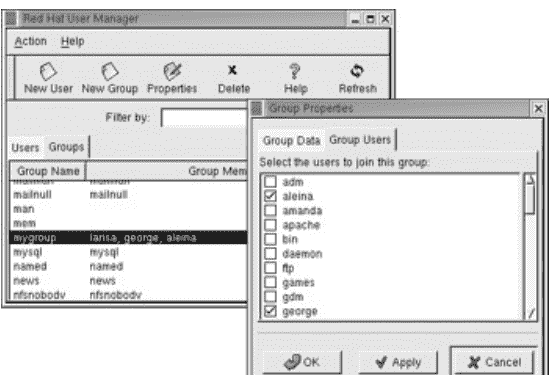 Red Hat User Manager
Action Help
New User New Group Properties Delete Help Refresh
Filter by:
Users Groups
Group Name Group Mem
mailnull mailnull
man
mem
mygroup larisa, george, aleina
mysql mysql
named named
news news
nfsnobody nfsnobody
Group Properties
Group Data Group Users
Select the users to join this group:
adm
aleina
amanda
apache
bin
daemon
ftp
games
gdm
george
OK Apply Cancel